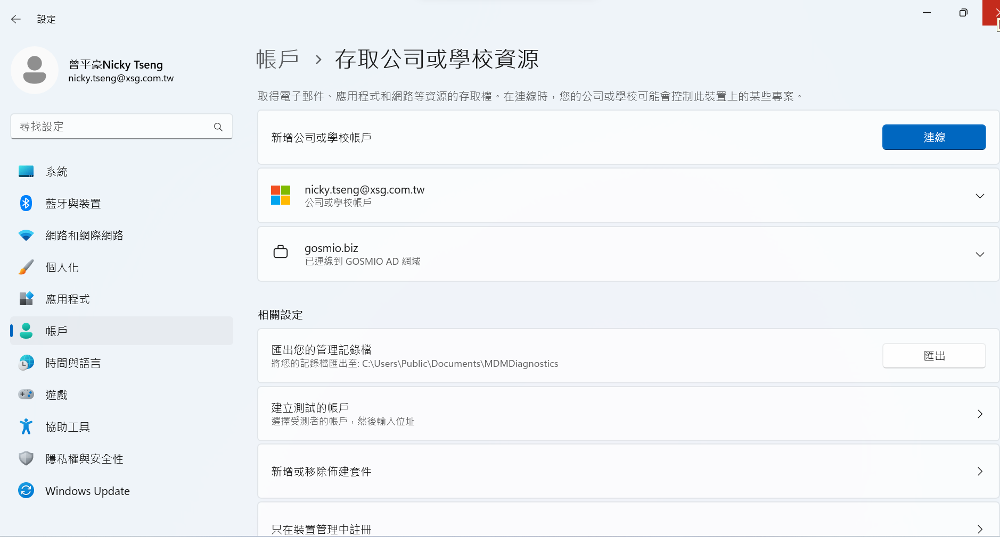 設定
曾平豪Nicky Tseng
nicky.tseng@xsg.com.tw
尋找設定
系統
藍牙與裝置
網路和網際網路
個人化
應用程式
帳戶
時間與語言
遊戲
協助工具
隱私權與安全性
Windows Update
帳戶 › 存取公司或學校資源
取得電子郵件、應用程式和網路等資源的存取權。在連線時，您的公司或學校可能會控制此裝置上的某些專案。
新增公司或學校帳戶
連線
nicky.tseng@xsg.com.tw
公司或學校帳戶
gosmio.biz
已連線到 GOSMIO AD 網域
相關設定
匯出您的管理記錄檔
將您的記錄檔匯出至: C:\Users\Public\Documents\MDMDiagnostics
匯出
建立測試的帳戶
選擇受測者的帳戶，然後輸入位址
新增或移除佈建套件
只在裝置管理中註冊